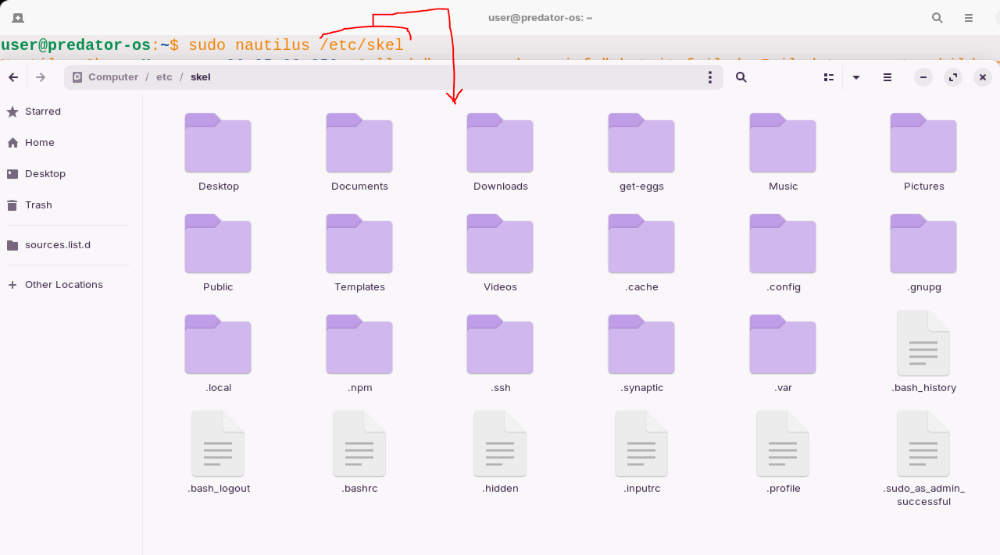 user@predator-os: ~
user@predator-os:~$ sudo nautilus /etc/skel
Computer / etc / skel
Starred
Home
Desktop
Trash
sources.list.d
Other Locations
Desktop Documents Downloads get-eggs Music Pictures
Public Templates Videos .cache .config .gnupg
.local .npm .ssh .synaptic .var .bash_history
.bash_logout .bashrc .hidden .inputrc .profile .sudo_as_admin_
successful